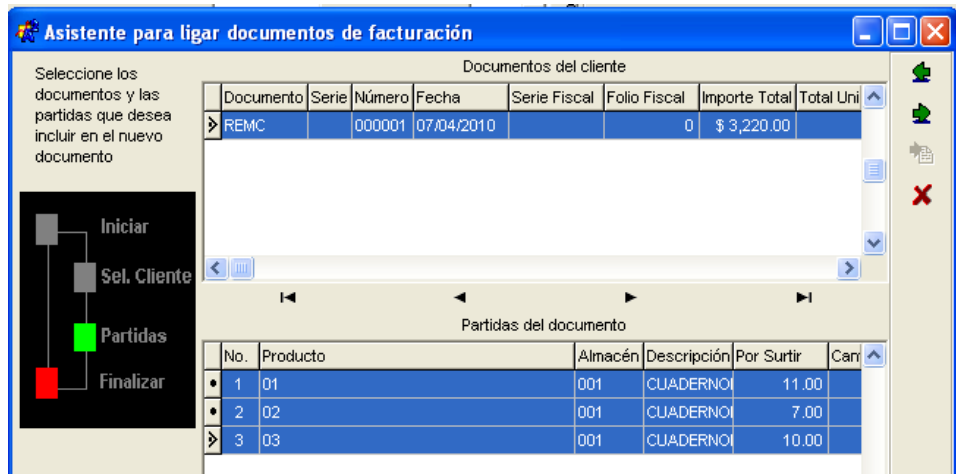 Asistente para ligar documentos de facturación
Seleccione los
documentos y las
partidas que desea
incluir en el nuevo
documento
Iniciar
Sel. Cliente
Partidas
Finalizar
Documentos del cliente
Documento Serie Número Fecha Serie Fiscal Folio Fiscal Importe Total Total Uni
REMC 000001 07/04/2010 0 $ 3,220.00
Partidas del documento
No. Producto Almacén Descripción Por Surtir Can
1 01 001 CUADERNO 11.00
2 02 001 CUADERNO 7.00
3 03 001 CUADERNO 10.00